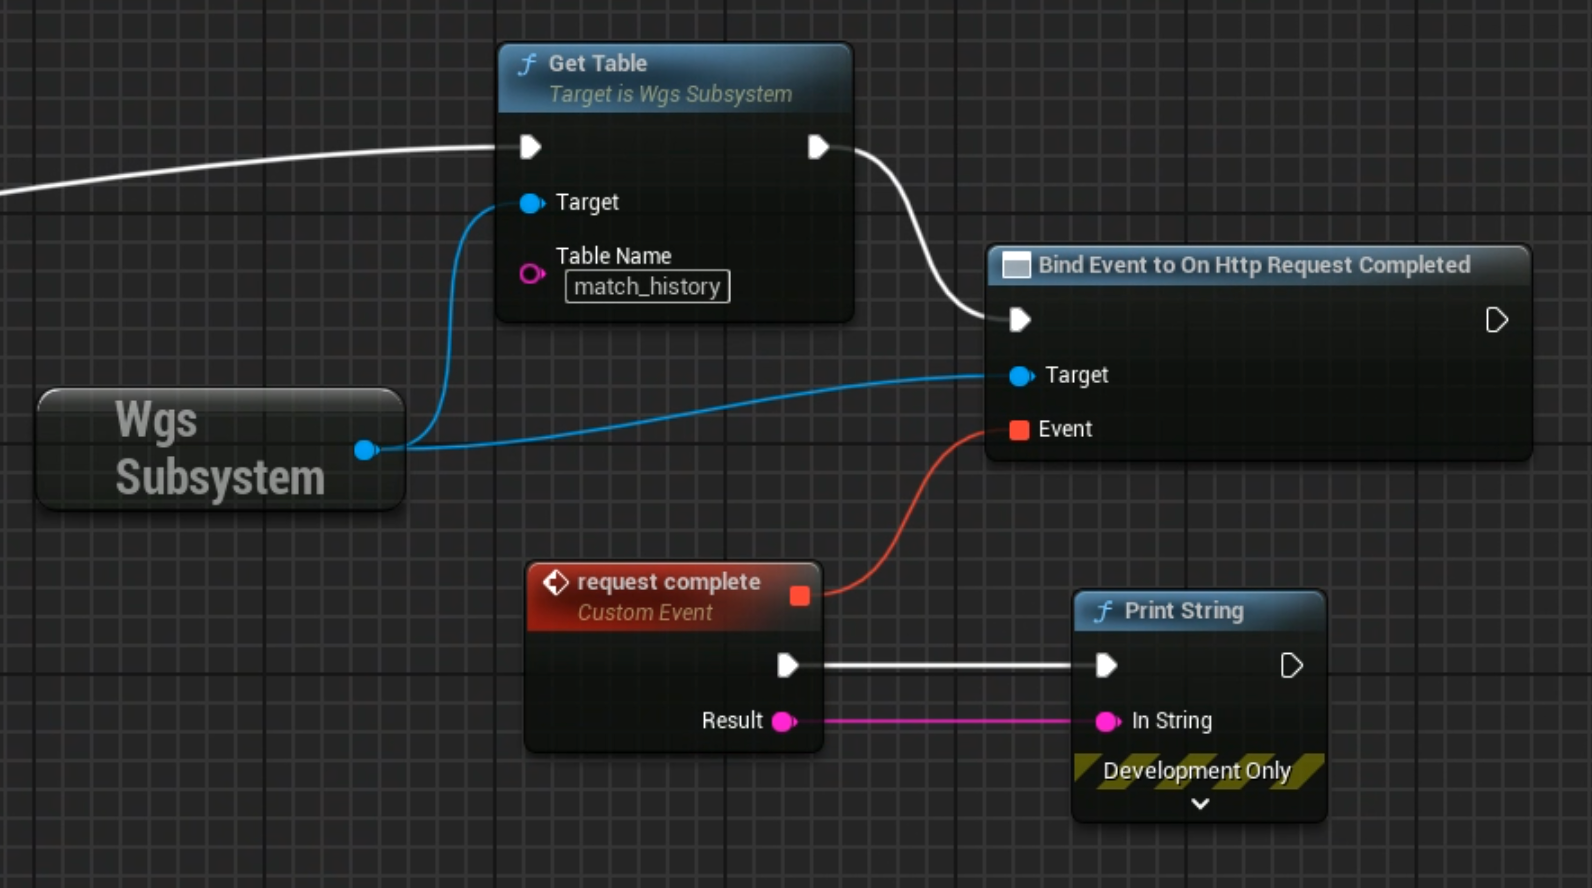 Get Table
Target is Wgs Subsystem
Target
Table Name
match_history
Bind Event to On Http Request Completed
Target
Event
Wgs
Subsystem
request complete
Custom Event
Result
Print String
In String
Development Only